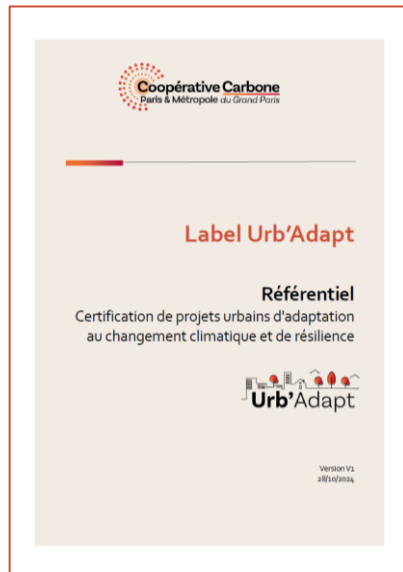 Coopérative Carbone
Paris & Métropole du Grand Paris
Label Urb'Adapt
Référentiel
Certification de projets urbains d'adaptation
au changement climatique et de résilience
Urb'Adapt
Version V1
28/10/2024